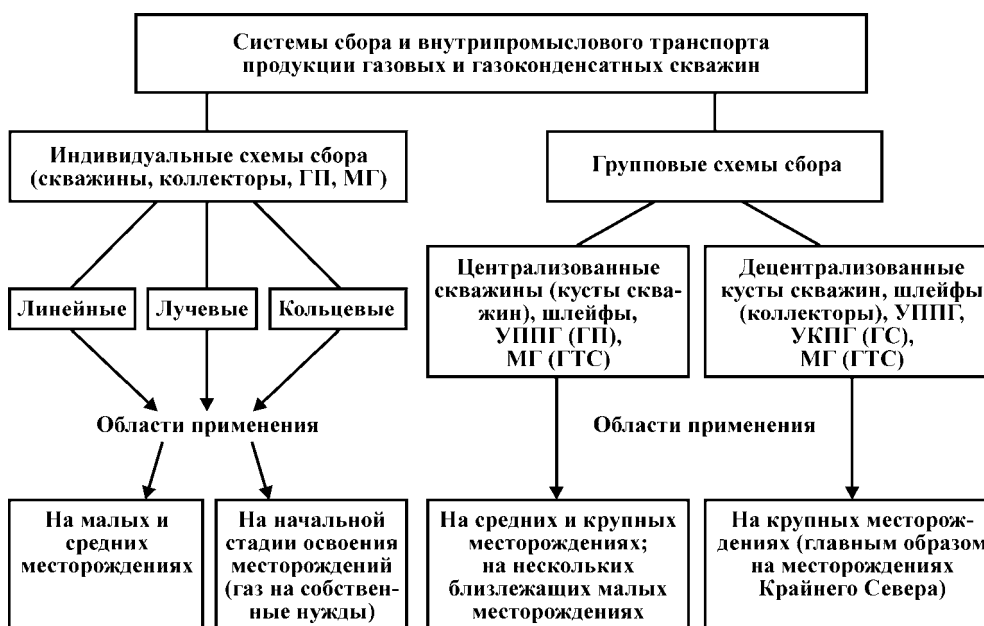 Системы сбора и внутрипромыслового транспорта
продукции газовых и газоконденсатных скважин
Индивидуальные схемы сбора
(скважины, коллекторы, ГП, МГ)
Групповые схемы сбора
Линейные
Лучевые
Кольцевые
Централизованные
скважины (кусты сква-
жин), шлейфы,
УППГ (ГП),
МГ (ГТС)
Децентрализованные
кусты скважин, шлейфы
(коллекторы), УППГ,
УКПГ (ГС),
МГ (ГТС)
Области применения
Области применения
На малых и
средних
месторождениях
На начальной
стадии освоения
месторождений
(газ на собствен-
ные нужды)
На средних и крупных
месторождениях;
на нескольких
близлежащих малых
месторождениях
На крупных месторож-
дениях (главным образом
на месторождениях
Крайнего Севера)